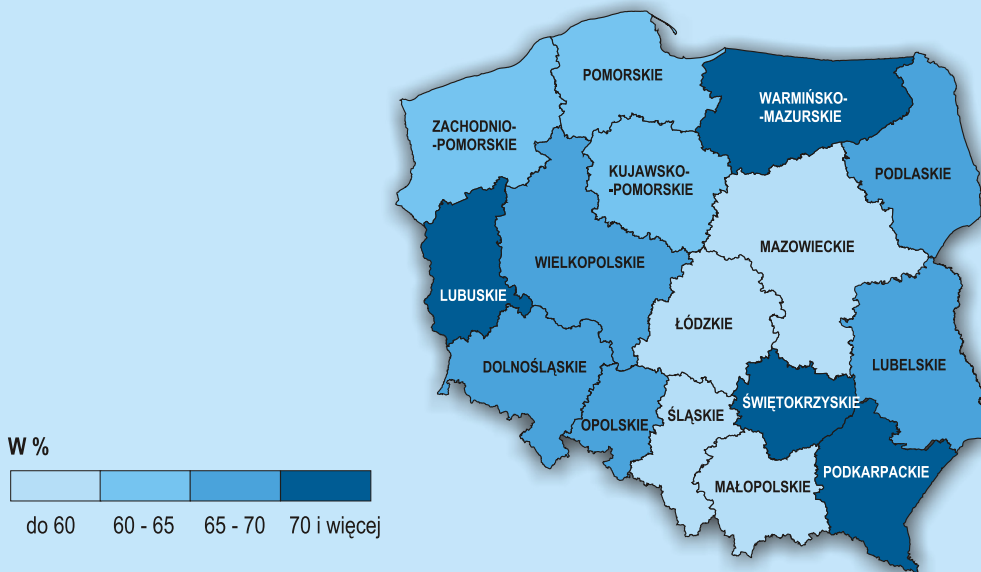 POMORSKIE
WARMIŃSKO-
-MAZURSKIE
ZACHODNIO-
-POMORSKIE
KUJAWSKO-
-POMORSKIE
PODLASKIE
MAZOWIECKIE
WIELKOPOLSKIE
LUBUSKIE
ŁÓDZKIE
DOLNOŚLĄSKIE
LUBELSKIE
ŚWIĘTOKRZYSKIE
ŚLĄSKIE
OPOLSKIE
PODKARPACKIE
MAŁOPOLSKIE
W %
do 60
60 - 65
65 - 70
70 i więcej